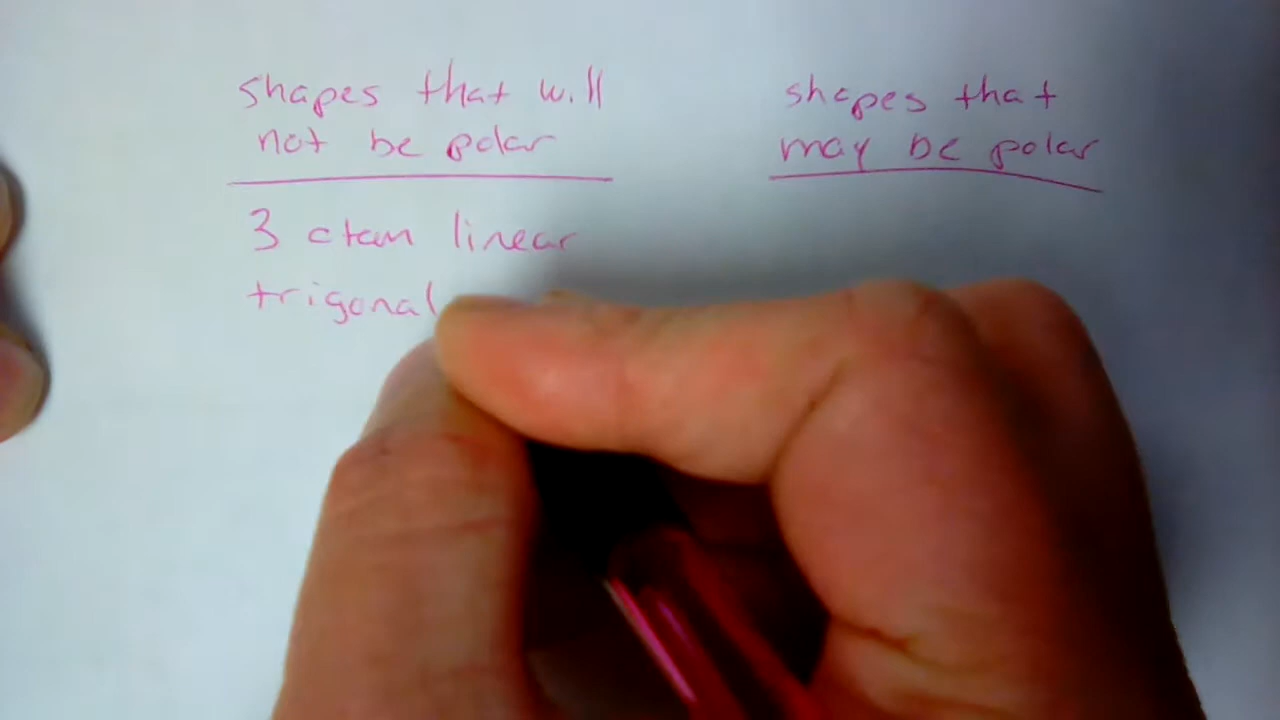 shapes that will
not be polar
shapes that
may be polar
3 atom linear
trigonal